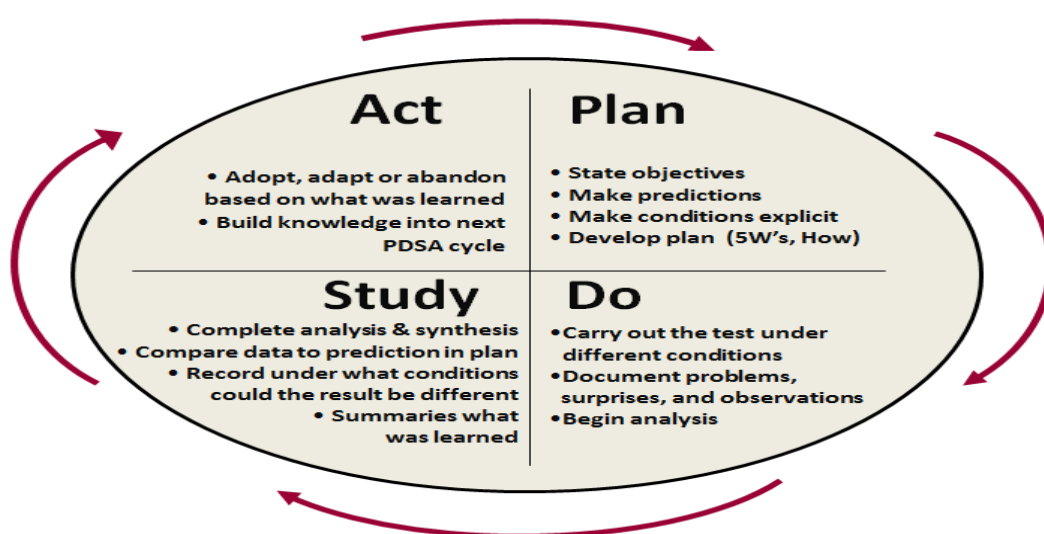 Act
• Adopt, adapt or abandon
based on what was learned
• Build knowledge into next
PDSA cycle
Plan
• State objectives
• Make predictions
• Make conditions explicit
• Develop plan (5W's, How)
Study
• Complete analysis & synthesis
• Compare data to prediction in plan
• Record under what conditions
could the result be different
• Summaries what
was learned
Do
•Carry out the test under
different conditions
•Document problems,
surprises, and observations
•Begin analysis